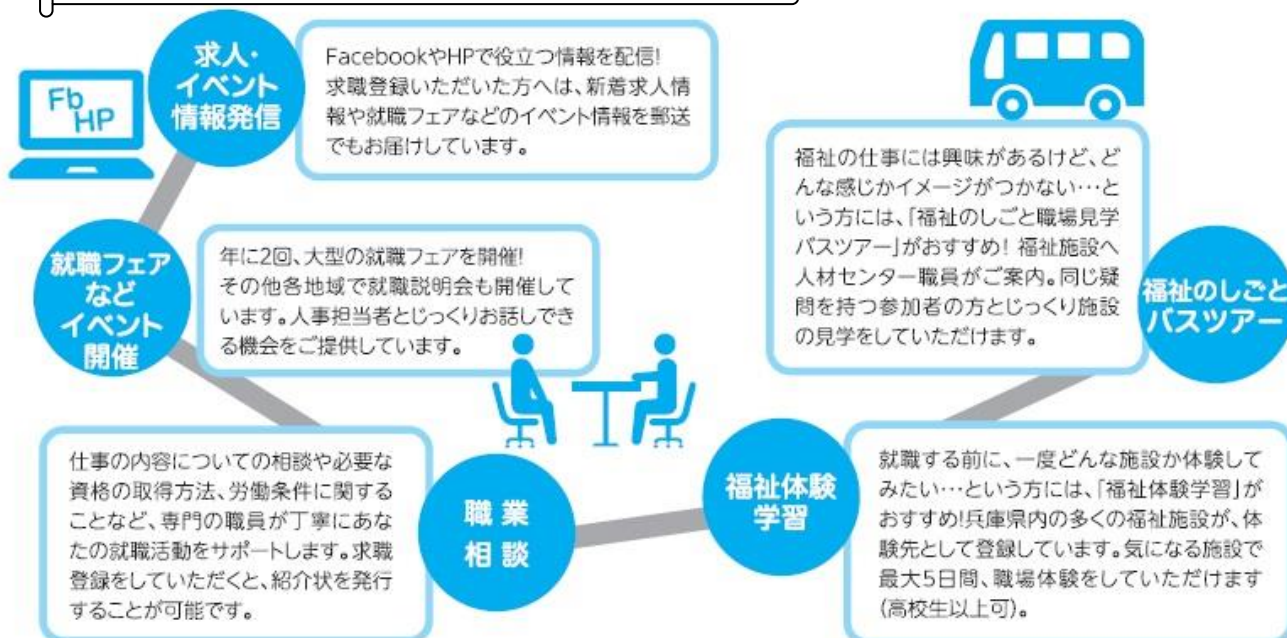 Fb
HP
求人・
イベント
情報発信
FacebookやHPで役立つ情報を配信!
求職登録いただいた方へは、新着求人情
報や就職フェアなどのイベント情報を郵送
でもお届けしています。
就職フェア
など
イベント
開催
年に2回、大型の就職フェアを開催!
その他各地域で就職説明会も開催して
います。人事担当者とじっくりお話しでき
る機会をご提供しています。
仕事の内容についての相談や必要な
資格の取得方法、労働条件に関する
ことなど、専門の職員が丁寧にあな
たの就職活動をサポートします。求職
登録をしていただくと、紹介状を発行
することが可能です。
職業
相談
福祉体験
学習
就職する前に、一度どんな施設か体験して
みたい…という方には、「福祉体験学習」が
おすすめ!兵庫県内の多くの福祉施設が、体
験先として登録しています。気になる施設で
最大5日間、職場体験をしていただけます
(高校生以上可)。
福祉の仕事には興味があるけど、ど
んな感じかイメージがつかない…と
いう方には、「福祉のしごと職場見学
バスツアー」がおすすめ! 福祉施設へ
人材センター職員がご案内。同じ疑
問を持つ参加者の方とじっくり施設
の見学をしていただけます。
福祉のしごと
バスツアー